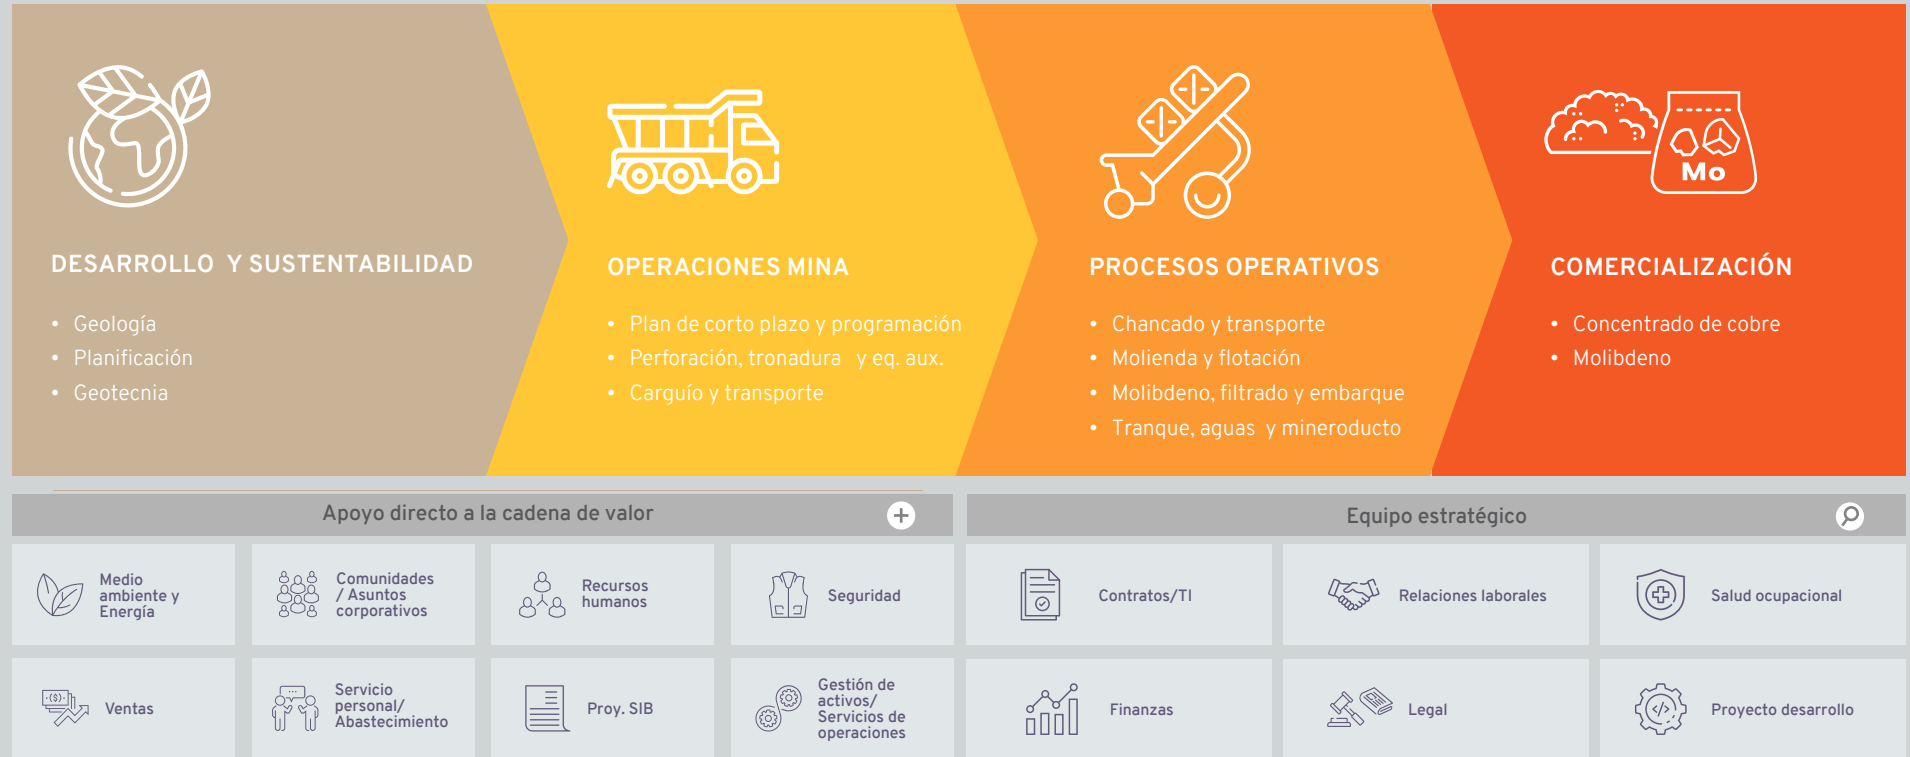 Mo
DESARROLLO Y SUSTENTABILIDAD
• Geología
• Planificación
• Geotecnia
OPERACIONES MINA
• Plan de corto plazo y programación
• Perforación, tronadura y eq. aux.
• Carguío y transporte
PROCESOS OPERATIVOS
• Chancado y transporte
• Molienda y flotación
• Molibdeno, filtrado y embarque
• Tranque, aguas y mineroducto
COMERCIALIZACIÓN
• Concentrado de cobre
• Molibdeno
Apoyo directo a la cadena de valor
Medio
ambiente y
Energía
Comunidades
/ Asuntos
corporativos
Recursos
humanos
Seguridad
($)
Ventas
Servicio
personal/
Abastecimiento
Proy. SIB
Gestión de
activos/
Servicios de
operaciones
Equipo estratégico
Contratos/TI
Relaciones laborales
Salud ocupacional
Finanzas
Legal
</>
Proyecto desarrollo